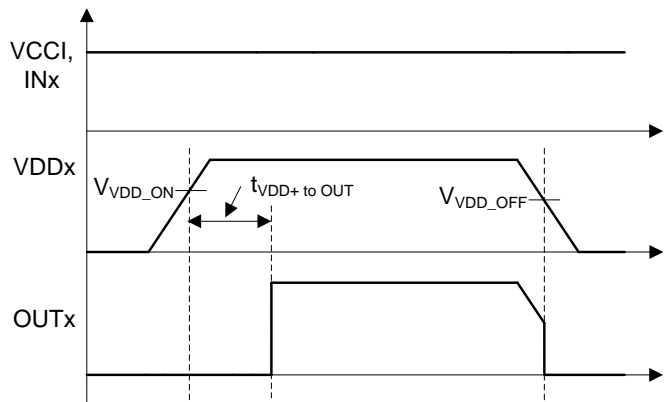 VCCI,
INx
VDDx
VVDD_ON
tVDD+ to OUT
VVDD_OFF
OUTx